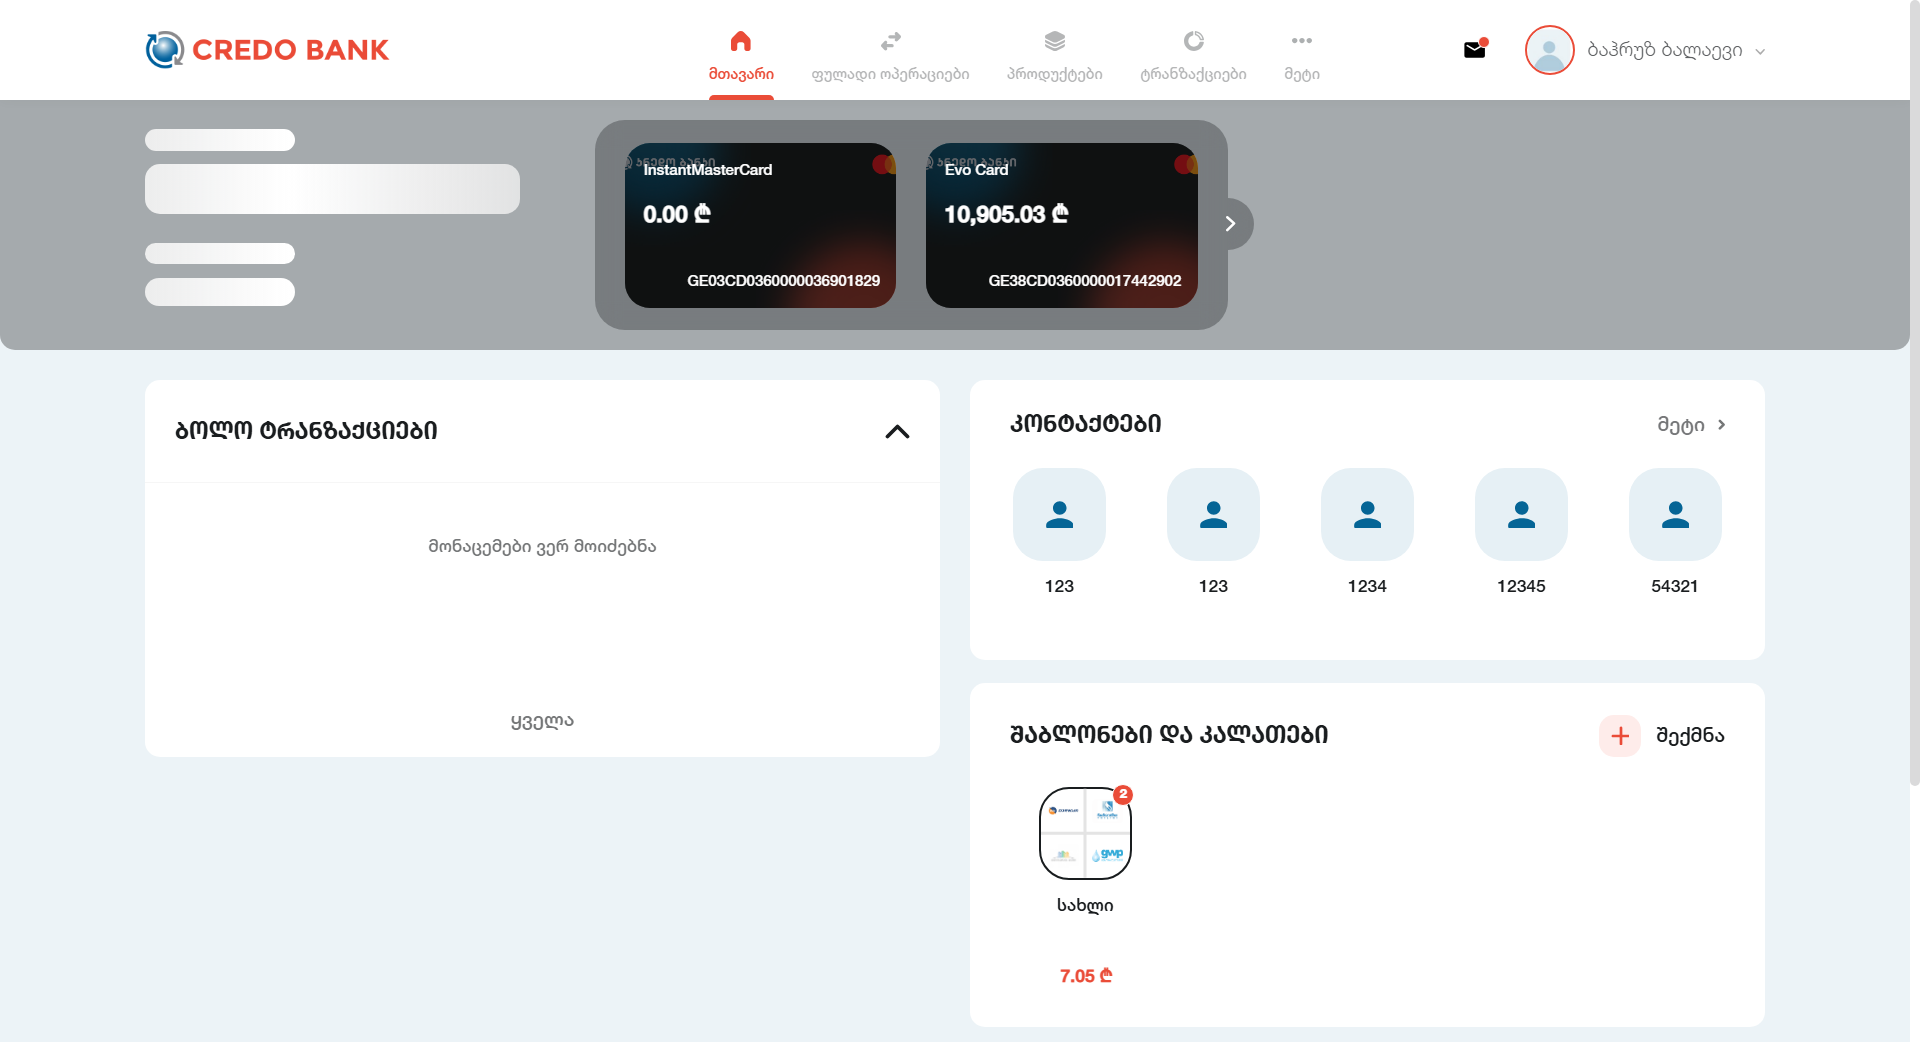 CREDO BANK
მთავარი
ფულადი ოპერაციები
პროდუქტები
ტრანზაქციები
მეტი
ბაჰრუზ ბალაევი
InstantMasterCard
0.00 ₾
GE03CD0360000036901829
Evo Card
10,905.03 ₾
GE38CD0360000017442902
ბოლო ტრანზაქციები
მონაცემები ვერ მოიძებნა
ყველა
კონტაქტები
მეტი
123
123
1234
12345
54321
შაბლონები და კალათები
შექმნა
2
gwp
სახლი
7.05 ₾